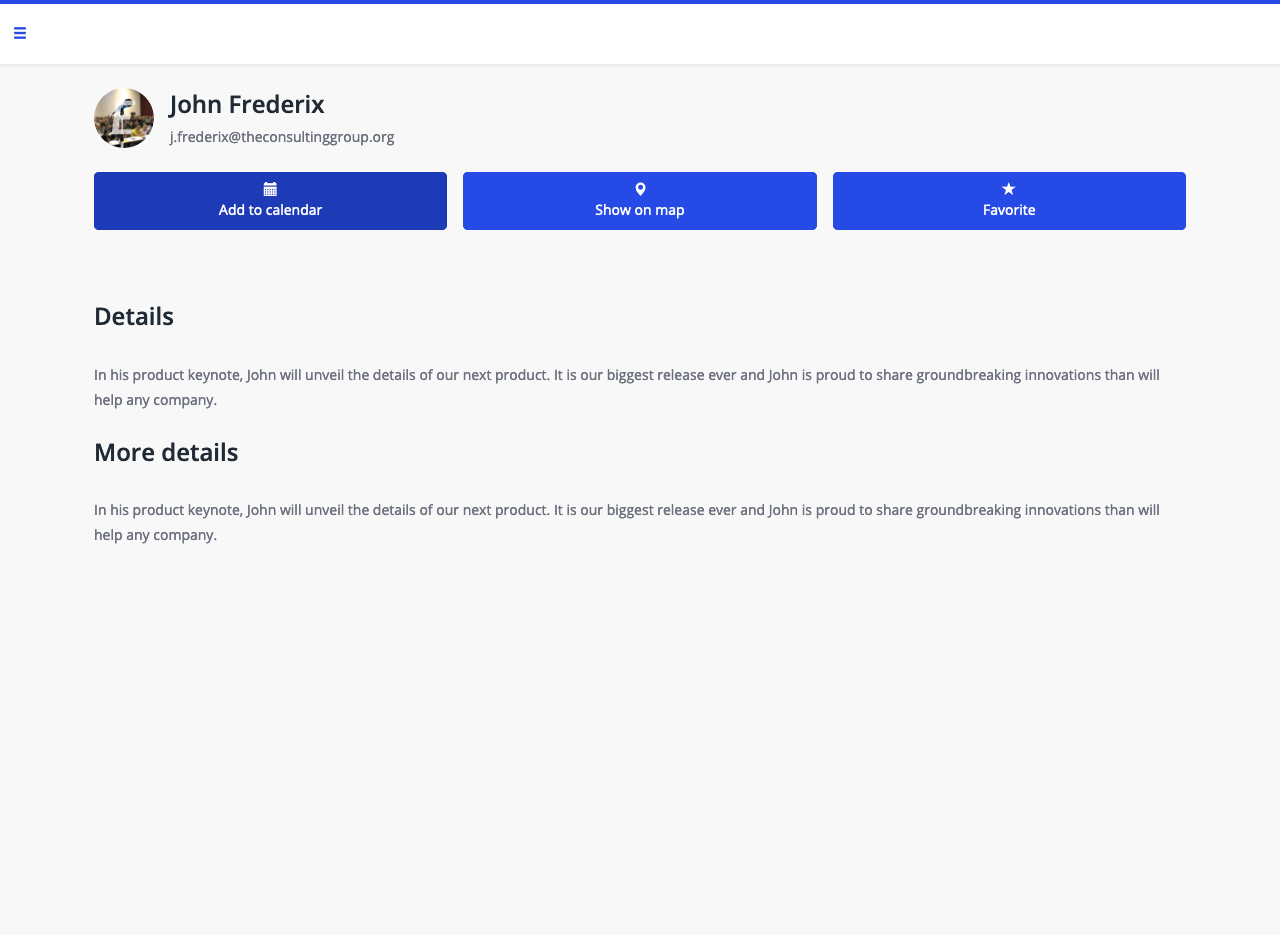 John Frederix
j.frederix@theconsultinggroup.org
Add to calendar
Show on map
Favorite
Details
In his product keynote, John will unveil the details of our next product. It is our biggest release ever and John is proud to share groundbreaking innovations than will
help any company.
More details
In his product keynote, John will unveil the details of our next product. It is our biggest release ever and John is proud to share groundbreaking innovations than will
help any company.